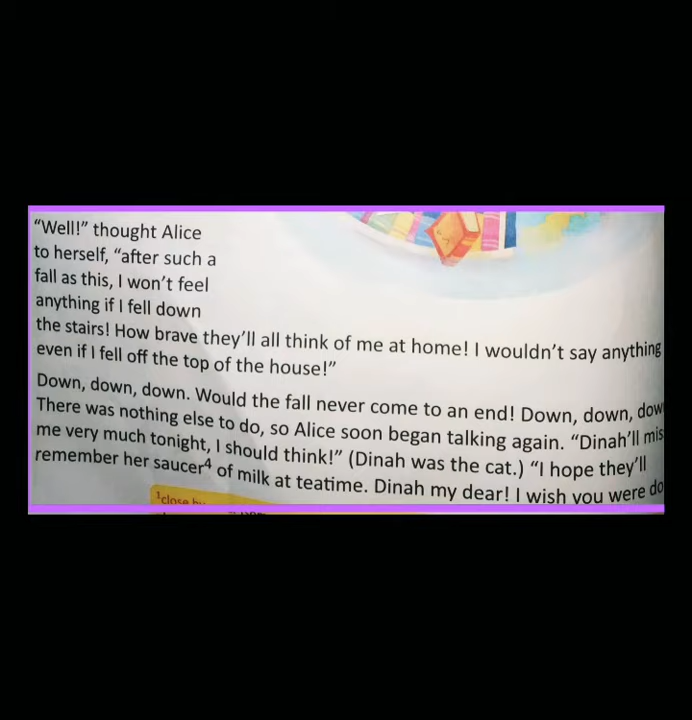 “Well!” thought Alice
to herself, “after such a
fall as this, I won’t feel
anything if I fell down
the stairs! How brave they’ll all think of me at home! I wouldn’t say anything
even if I fell off the top of the house!”
Down, down, down. Would the fall never come to an end! Down, down, dow
There was nothing else to do, so Alice soon began talking again. “Dinah’ll mis
me very much tonight, I should think!” (Dinah was the cat.) “I hope they’ll
remember her saucer⁴ of milk at teatime. Dinah my dear! I wish you were do
¹close